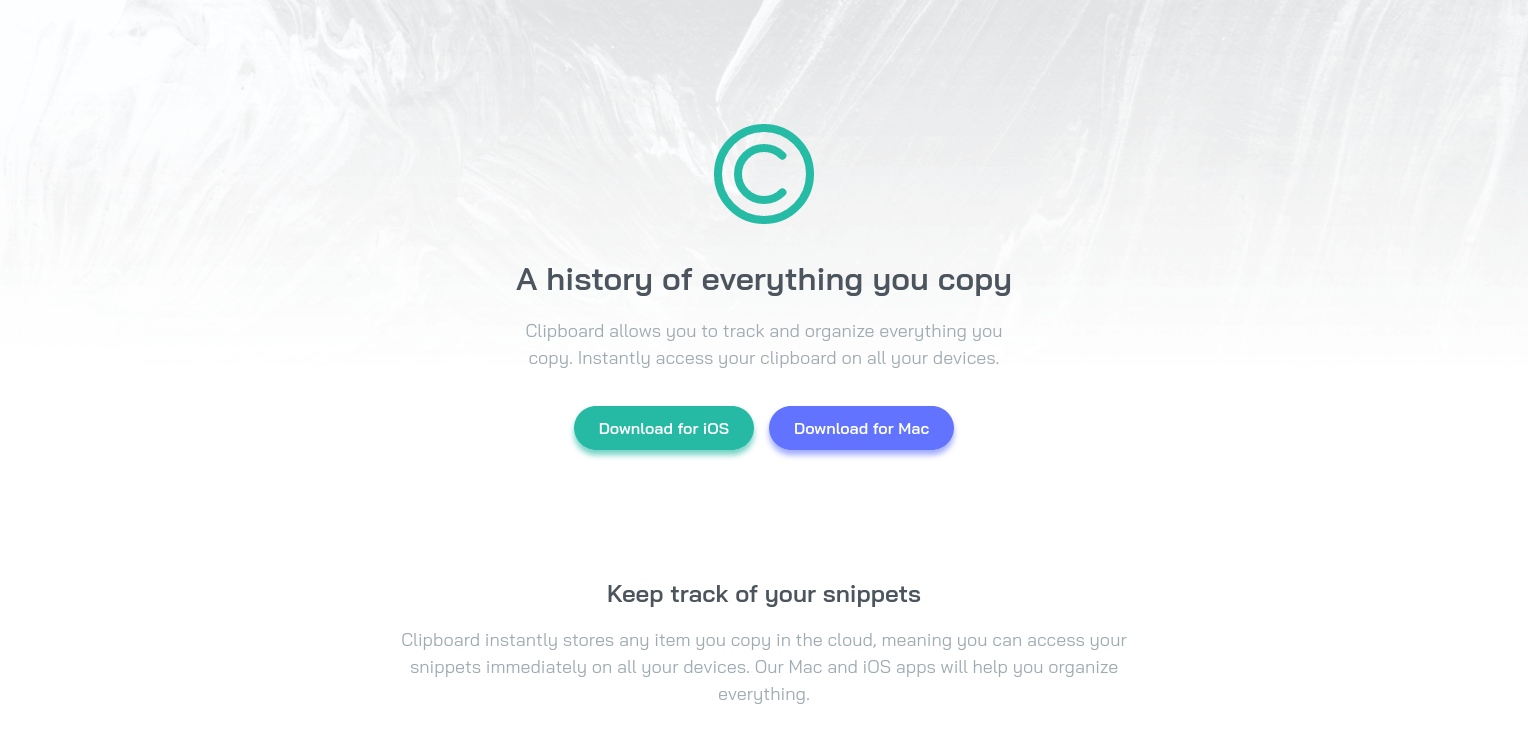 A history of everything you copy
Clipboard allows you to track and organize everything you
copy. Instantly access your clipboard on all your devices.
Download for iOS
Download for Mac
Keep track of your snippets
Clipboard instantly stores any item you copy in the cloud, meaning you can access your
snippets immediately on all your devices. Our Mac and iOS apps will help you organize
everything.